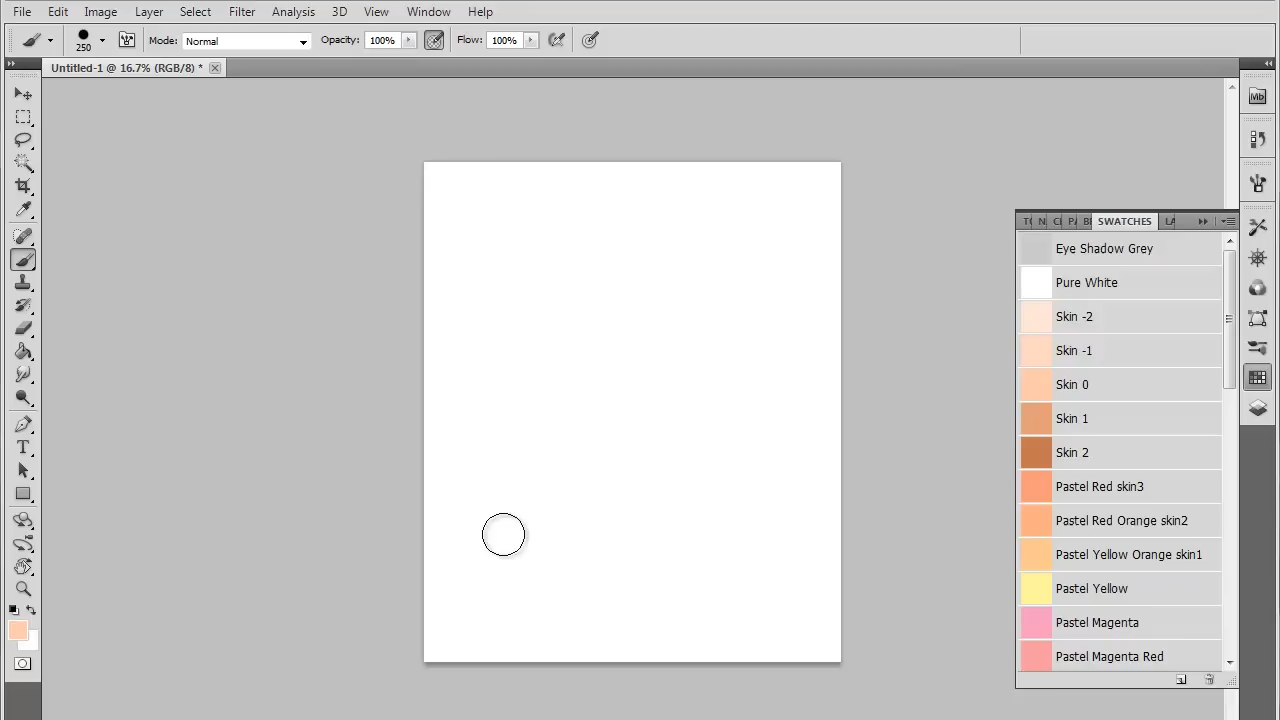 File Edit Image Layer Select Filter Analysis 3D View Window Help
250 Mode: Normal Opacity: 100% Flow: 100%
Untitled-1 @ 16.7% (RGB/8) *
Mb
SWATCHES
Eye Shadow Grey
Pure White
Skin -2
Skin -1
Skin 0
Skin 1
Skin 2
Pastel Red skin3
Pastel Red Orange skin2
Pastel Yellow Orange skin1
Pastel Yellow
Pastel Magenta
Pastel Magenta Red